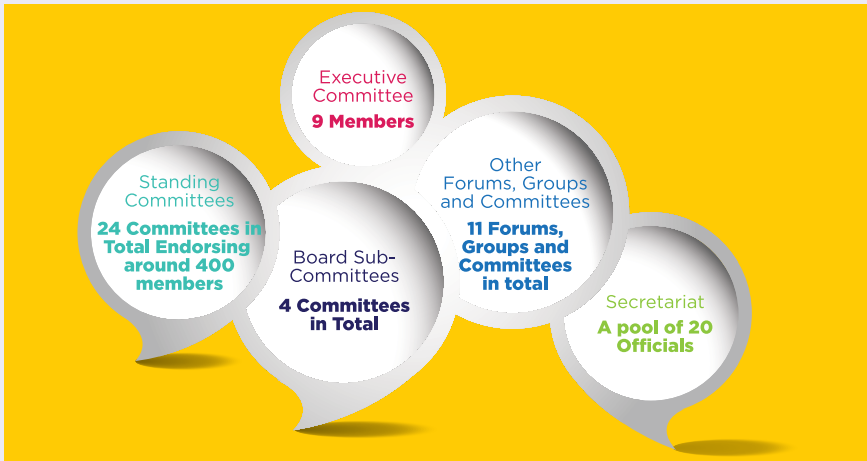 Executive
Committee
9 Members
Standing
Committees
24 Committees in
Total Endorsing
around 400
members
Board Sub-
Committees
4 Committees
in Total
Other
Forums, Groups
and Committees
11 Forums,
Groups and
Committees
in total
Secretariat
A pool of 20
Officials